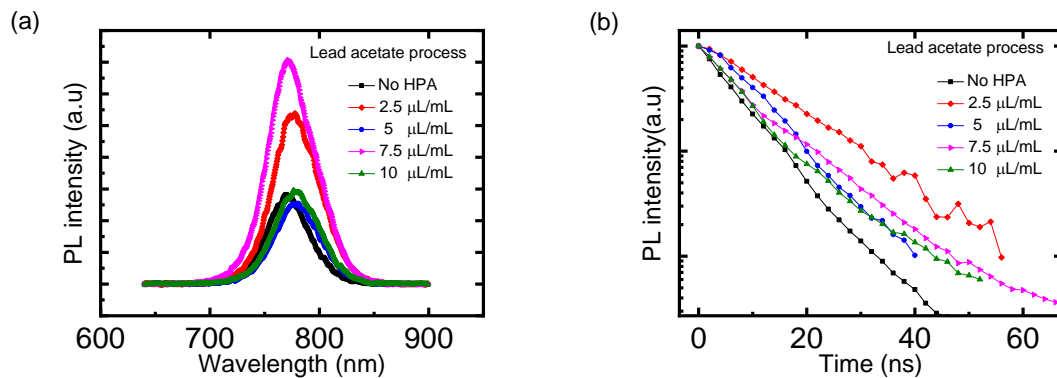 (a)
PL intensity (a.u)
Lead acetate process
No HPA
2.5 μL/mL
5 μL/mL
7.5 μL/mL
10 μL/mL
600 700 800 900
Wavelength (nm)
(b)
PL intensity(a.u)
Lead acetate process
No HPA
2.5 μL/mL
5 μL/mL
7.5 μL/mL
10 μL/mL
0 20 40 60
Time (ns)